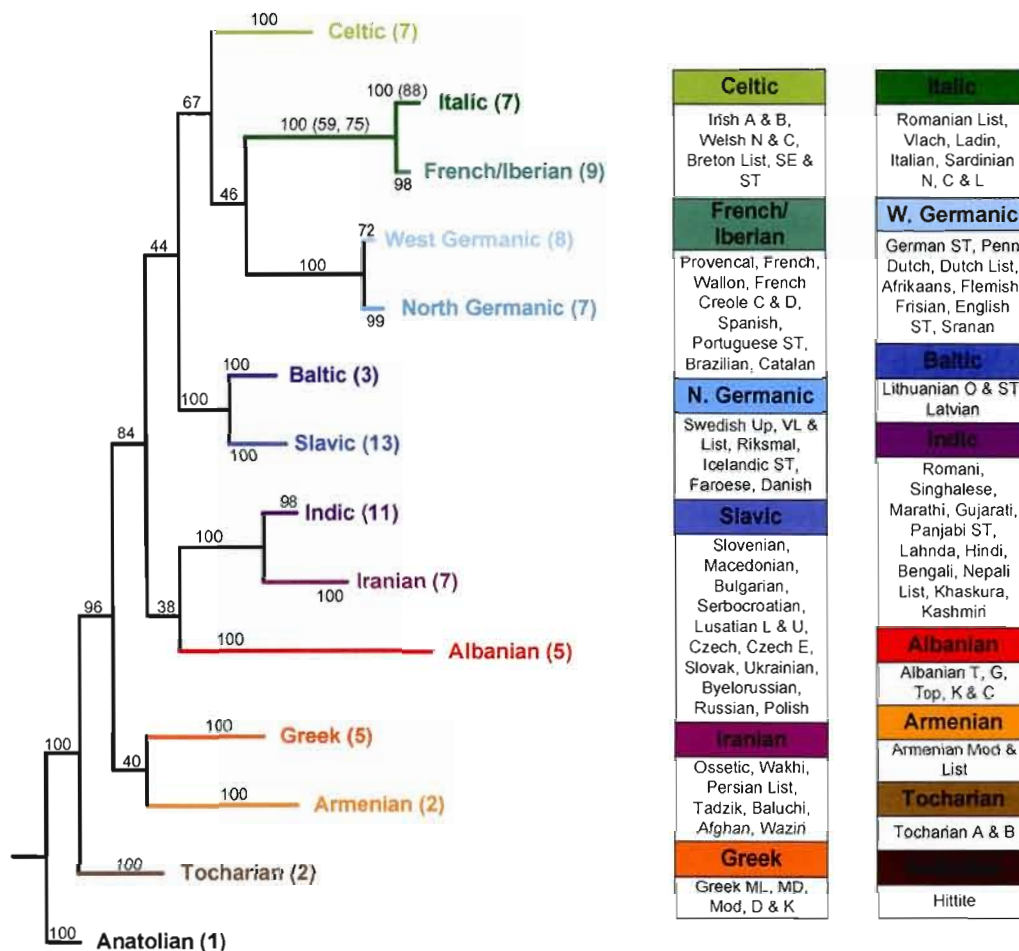 100
Celtic (7)
67
100 (88)
Italic (7)
100 (59, 75)
French/Iberian (9)
98
46
72
West Germanic (8)
100
North Germanic (7)
99
44
100
Baltic (3)
100
Slavic (13)
100
84
98
Indic (11)
100
Iranian (7)
100
38
100
Albanian (5)
96
100
Greek (5)
40
100
Armenian (2)
100
100
Tocharian (2)
100
Anatolian (1)
Celtic
Irish A & B,
Welsh N & C,
Breton List, SE &
ST
French/
Iberian
Provencal, French,
Wallon, French
Creole C & D,
Spanish,
Portuguese ST,
Brazilian, Catalan
N. Germanic
Swedish Up, VL &
List, Riksmal,
Icelandic ST,
Faroese, Danish
Slavic
Slovenian,
Macedonian,
Bulgarian,
Serbocroatian,
Lusatian L & U,
Czech, Czech E,
Slovak, Ukrainian,
Byelorussian,
Russian, Polish
Iranian
Ossetic, Wakhi,
Persian List,
Tadzik, Baluchi,
Afghan, Waziri
Greek
Greek ML, MD,
Mod, D & K
Italic
Romanian List,
Vlach, Ladin,
Italian, Sardinian
N, C & L
W. Germanic
German ST, Penn
Dutch, Dutch List,
Afrikaans, Flemish
Frisian, English
ST, Sranan
Baltic
Lithuanian O & ST
Latvian
Indic
Romani,
Singhalese,
Marathi, Gujarati,
Panjabi ST,
Lahnda, Hindi,
Bengali, Nepali
List, Khaskura,
Kashmiri
Albanian
Albanian T, G,
Top, K & C
Armenian
Armenian Mod &
List
Tocharian
Tocharian A & B
Hittite